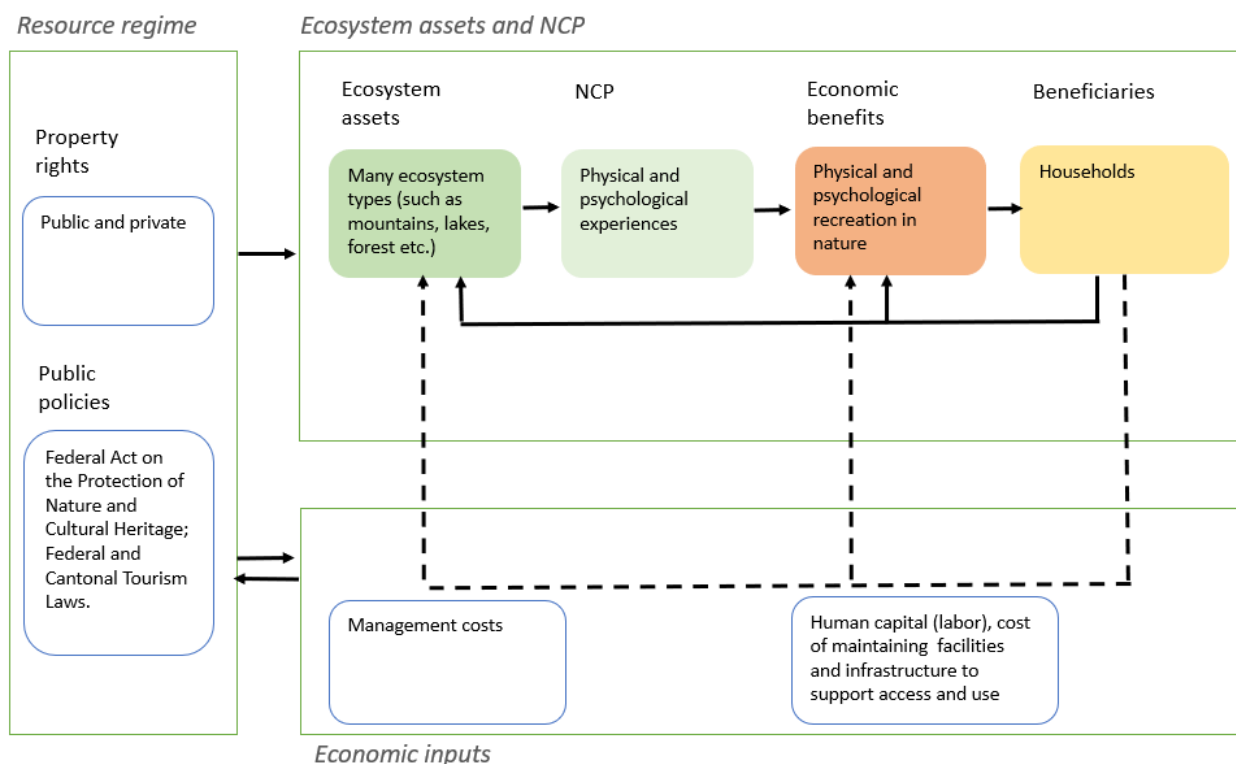 Resource regime
Ecosystem assets and NCP
Ecosystem
assets
NCP
Economic
benefits
Beneficiaries
Property
rights
Public and private
Many ecosystem
types (such as
mountains, lakes,
forest etc.)
Physical and
psychological
experiences
Physical and
psychological
recreation in
nature
Households
Public
policies
Federal Act on
the Protection of
Nature and
Cultural Heritage;
Federal and
Cantonal Tourism
Laws.
Management costs
Human capital (labor), cost
of maintaining facilities
and infrastructure to
support access and use
Economic inputs